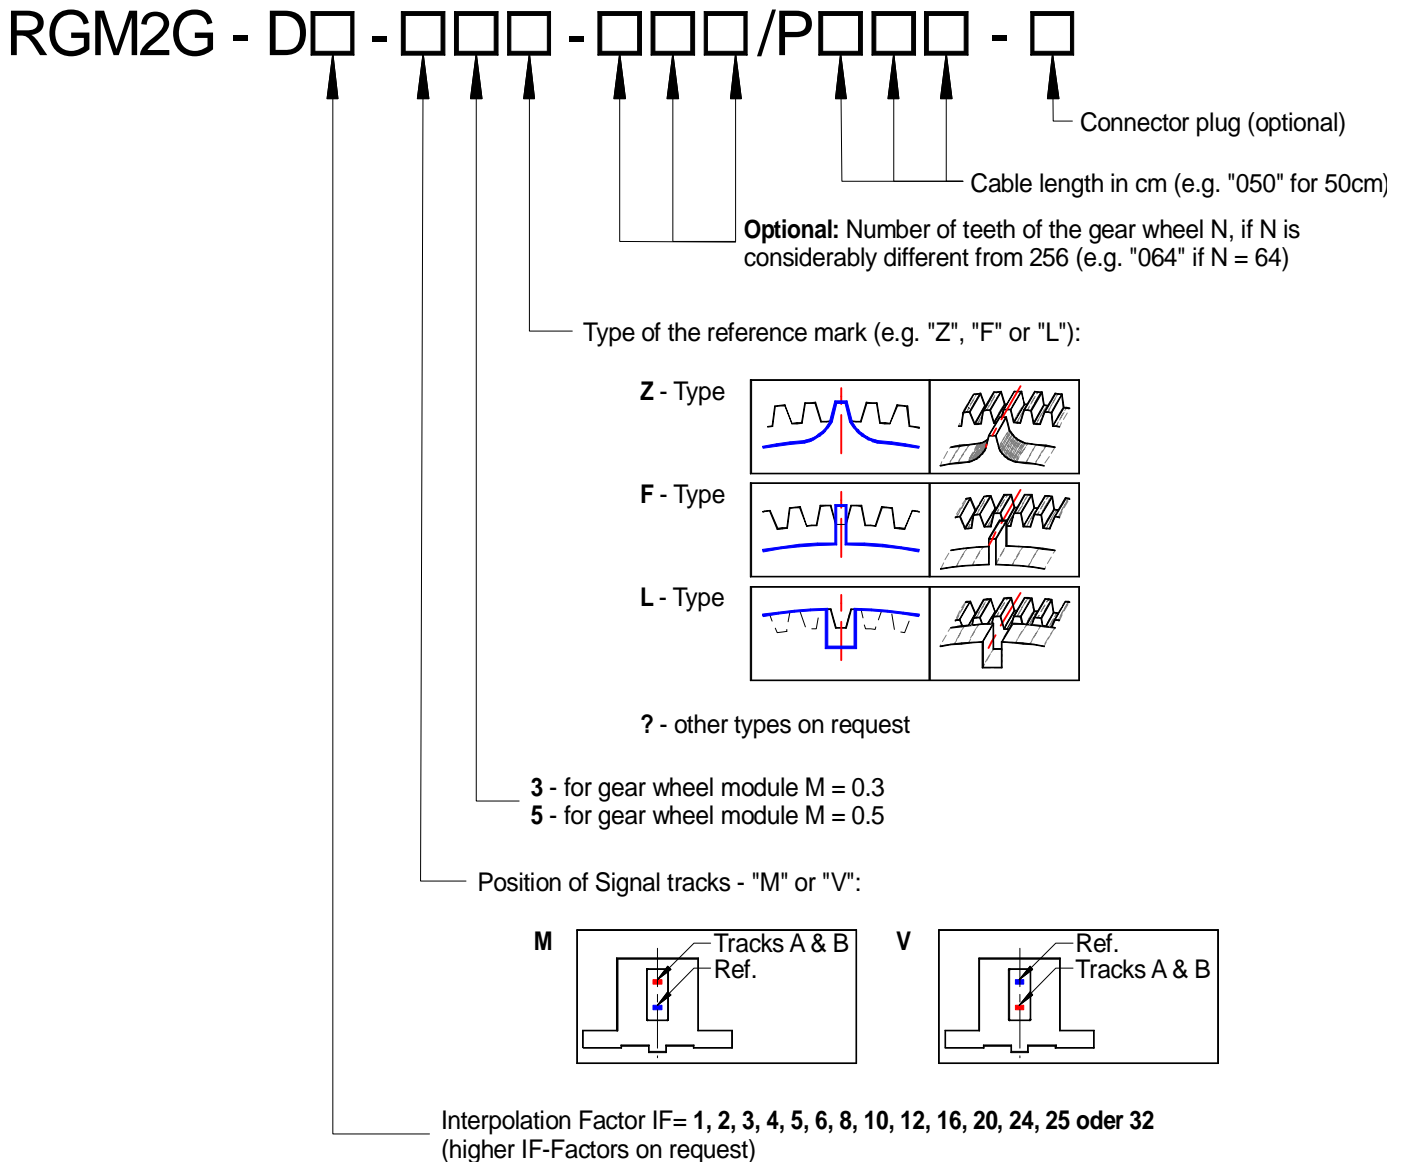 RGM2G - D□ - □□□ - □□□/P□□□ - □
Connector plug (optional)
Cable length in cm (e.g. "050" for 50cm)
Optional: Number of teeth of the gear wheel N, if N is
considerably different from 256 (e.g. "064" if N = 64)
Type of the reference mark (e.g. "Z", "F" or "L"):
Z - Type
F - Type
L - Type
? - other types on request
3 - for gear wheel module M = 0.3
5 - for gear wheel module M = 0.5
Position of Signal tracks - "M" or "V":
M
Tracks A & B
Ref.
V
Ref.
Tracks A & B
Interpolation Factor IF= 1, 2, 3, 4, 5, 6, 8, 10, 12, 16, 20, 24, 25 oder 32
(higher IF-Factors on request)